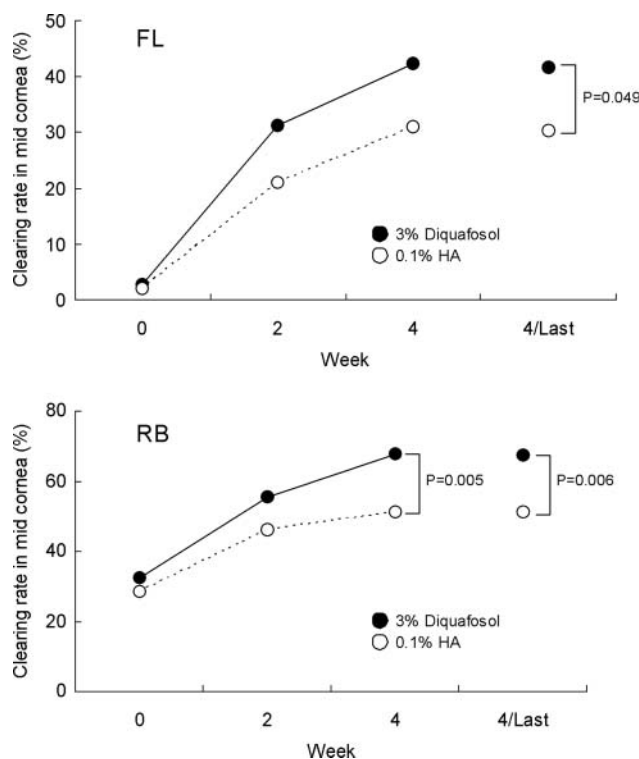 FL
Clearing rate in mid cornea (%)
50
40
30
20
10
0
P=0.049
3% Diquafosol
0.1% HA
0 2 4 4/Last
Week
RB
Clearing rate in mid cornea (%)
80
60
40
20
0
P=0.005
P=0.006
3% Diquafosol
0.1% HA
0 2 4 4/Last
Week